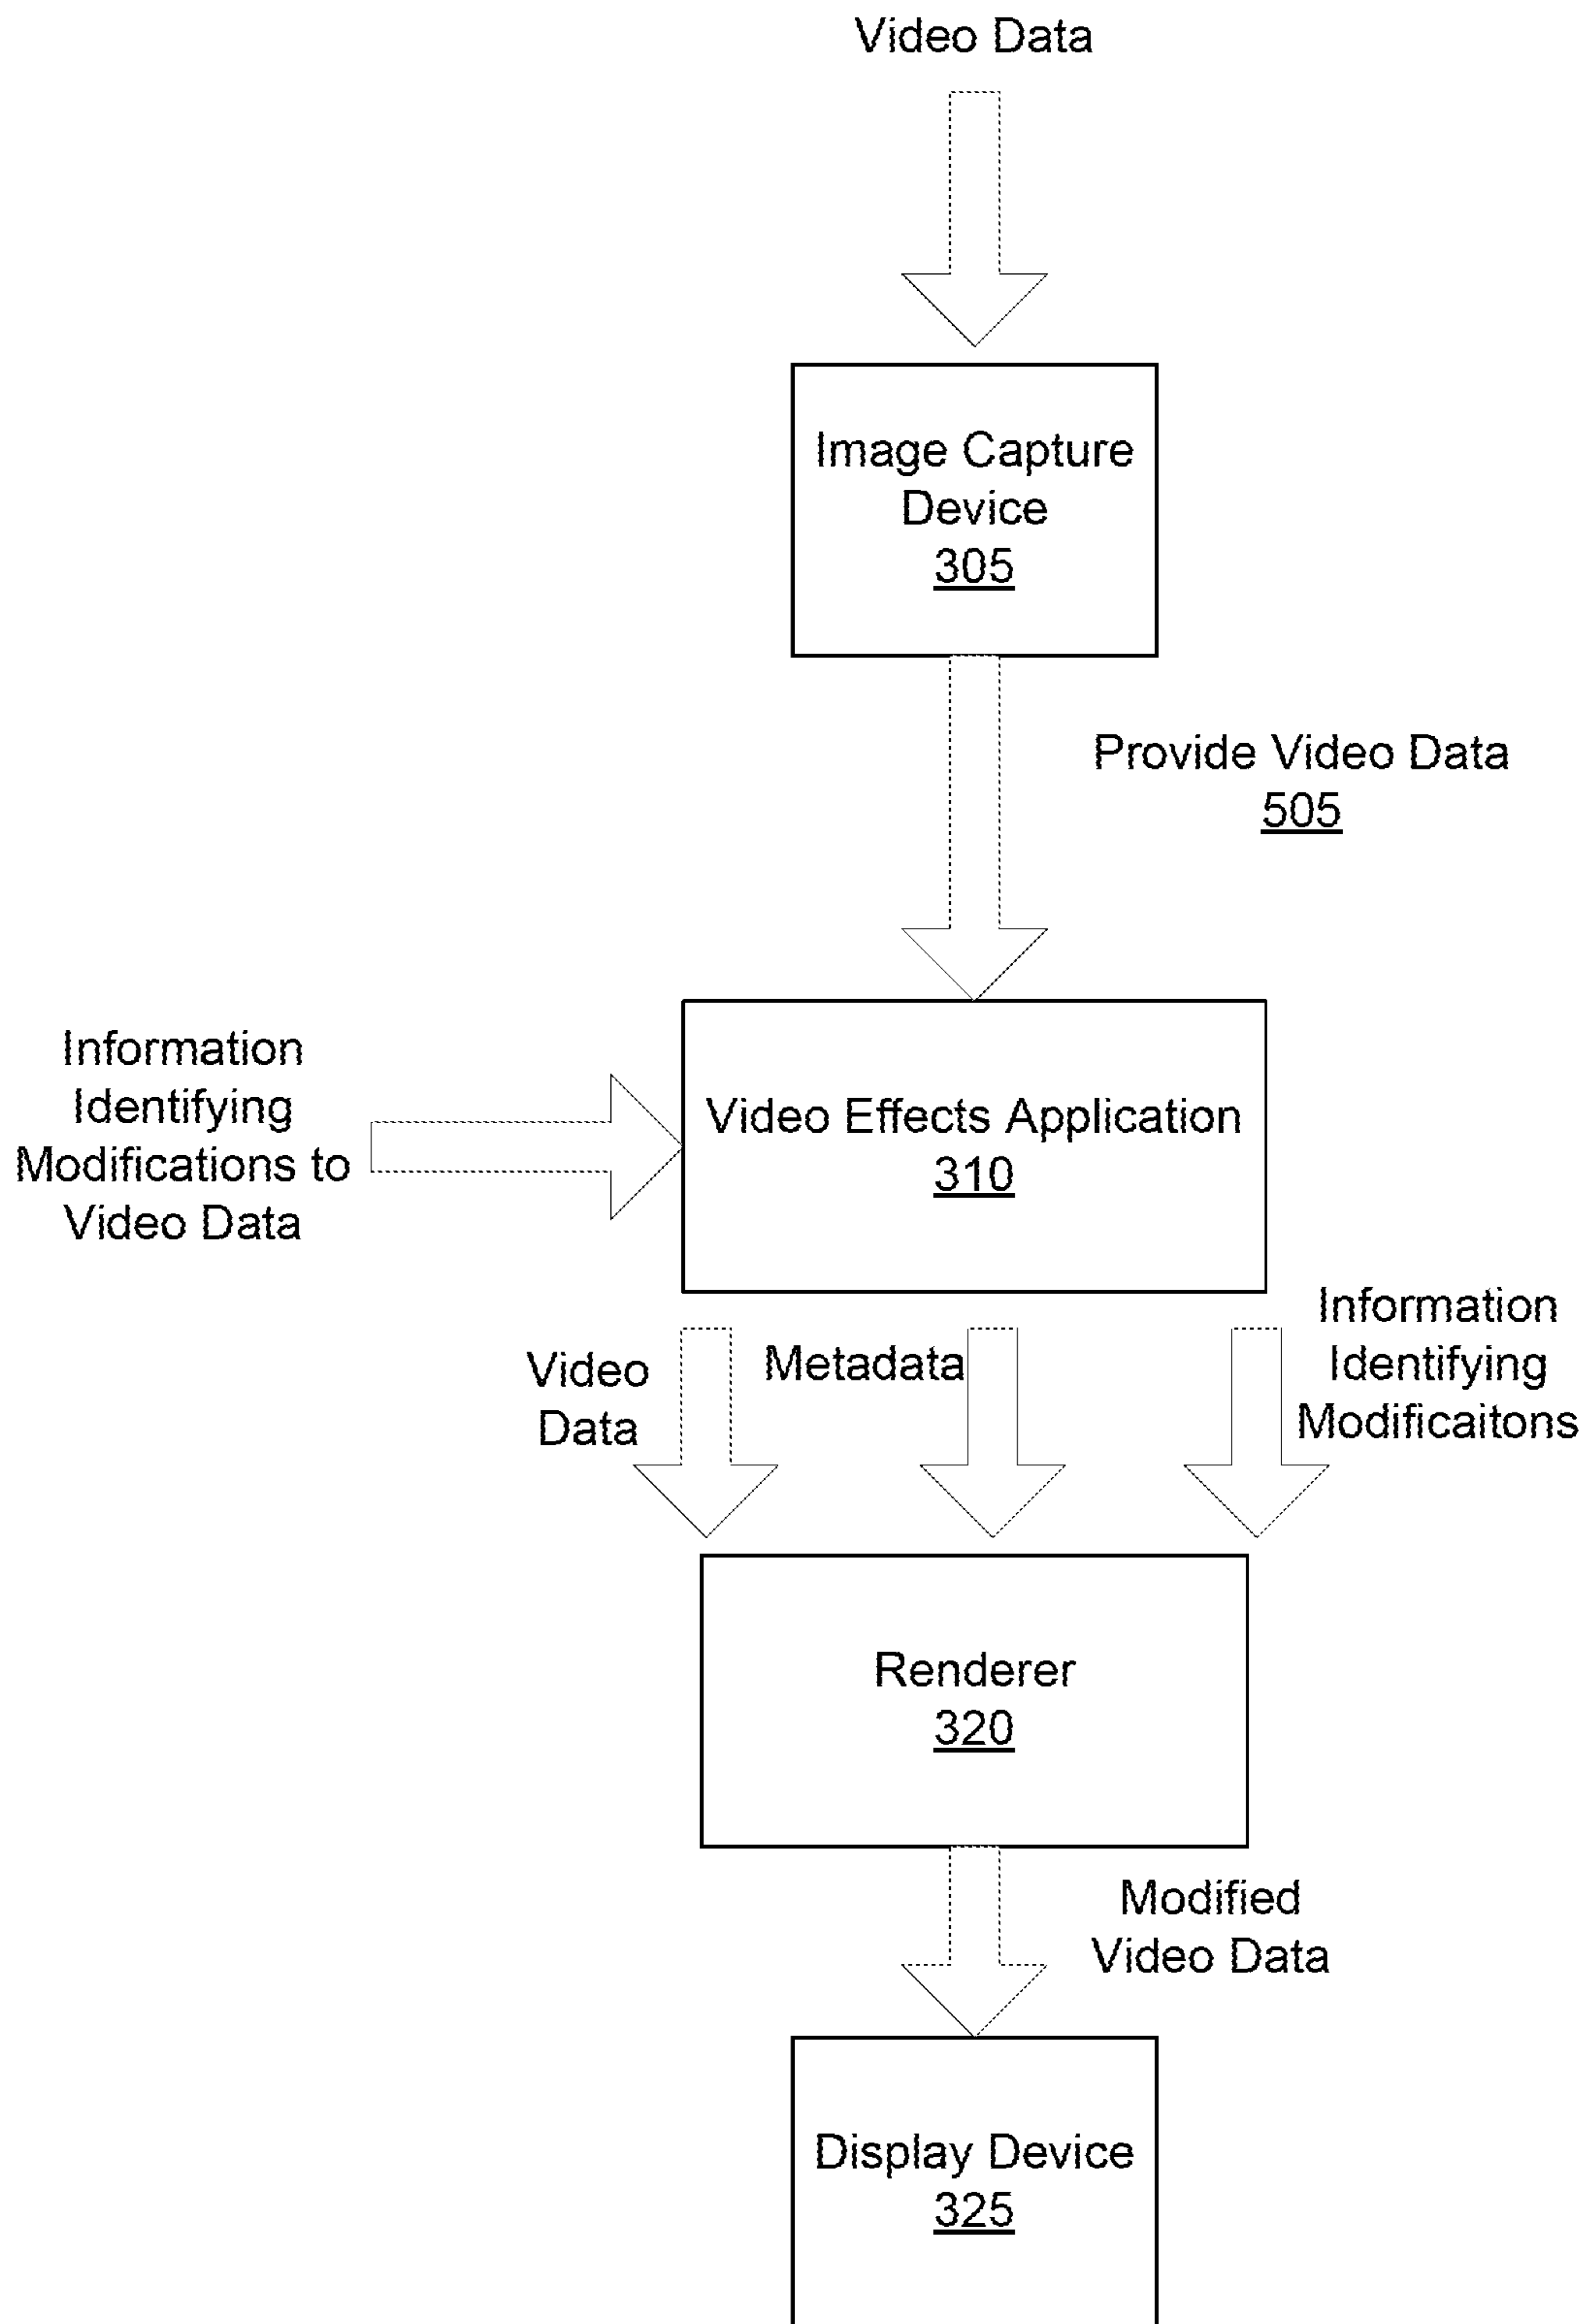 Video Data
Image Capture
Device
305
Provide Video Data
505
Information
Identifying
Modifications to
Video Data
Video Effects Application
310
Video
Data
Metadata
Information
Identifying
Modificaitons
Renderer
320
Modified
Video Data
Display Device
325